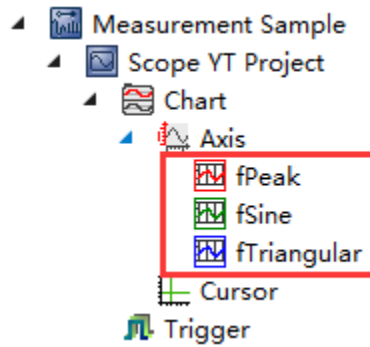 Measurement Sample
Scope YT Project
Chart
Axis
fPeak
fSine
fTriangular
Cursor
Trigger